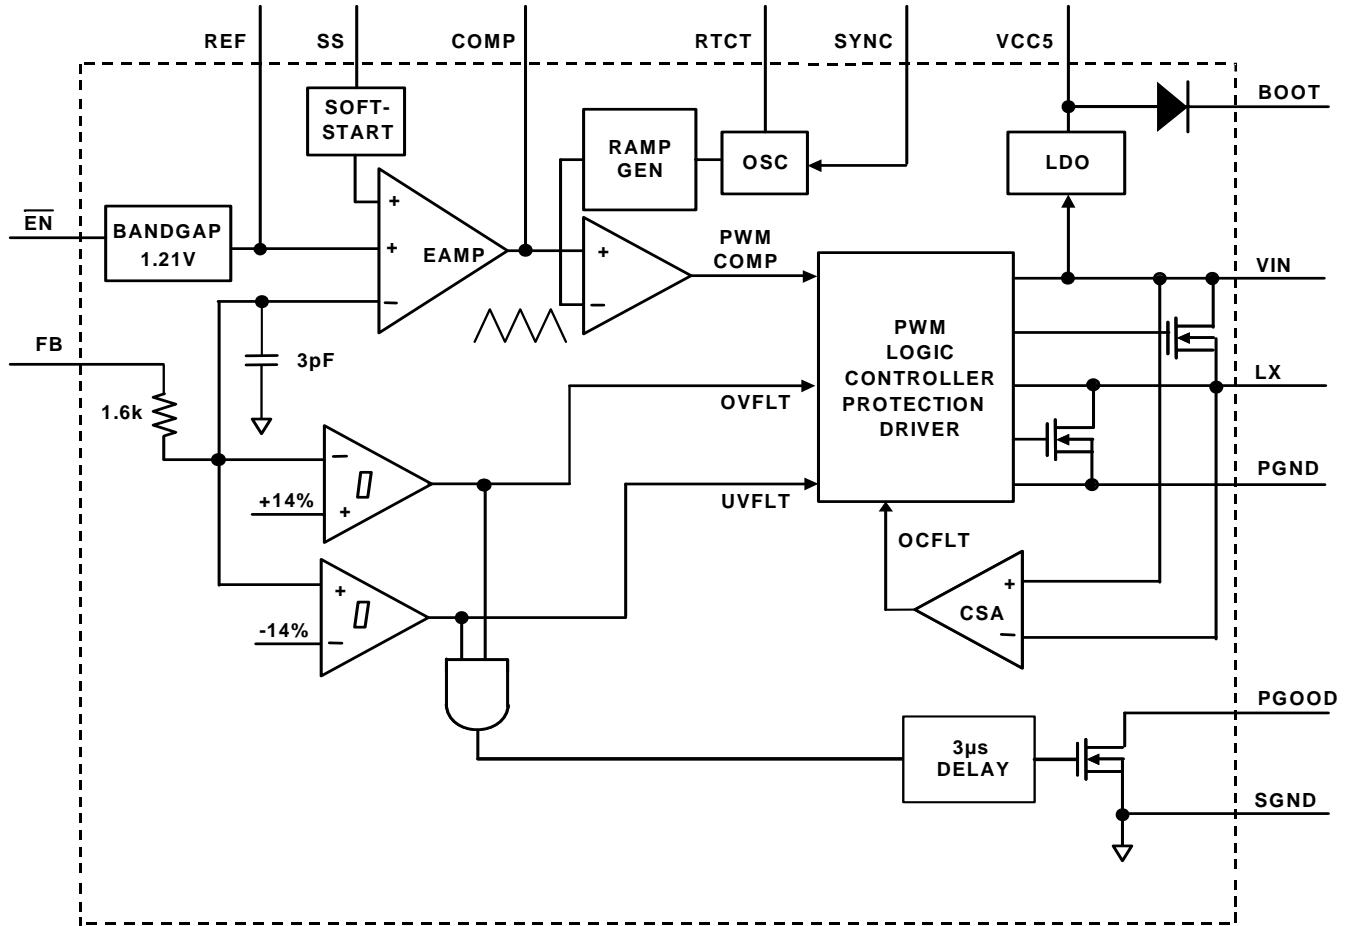 REF SS COMP RTCT SYNC VCC5
BOOT
SOFT-
START
RAMP
GEN
OSC
LDO
EN
BANDGAP
1.21V
+
+
−
EAMP
+
−
PWM
COMP
VIN
FB
3pF
1.6k
PWM
LOGIC
CONTROLLER
PROTECTION
DRIVER
LX
OVFLT
−
+14%
+
UVFLT
PGND
OCFLT
+
-14%
−
+
CSA
−
PGOOD
3µs
DELAY
SGND